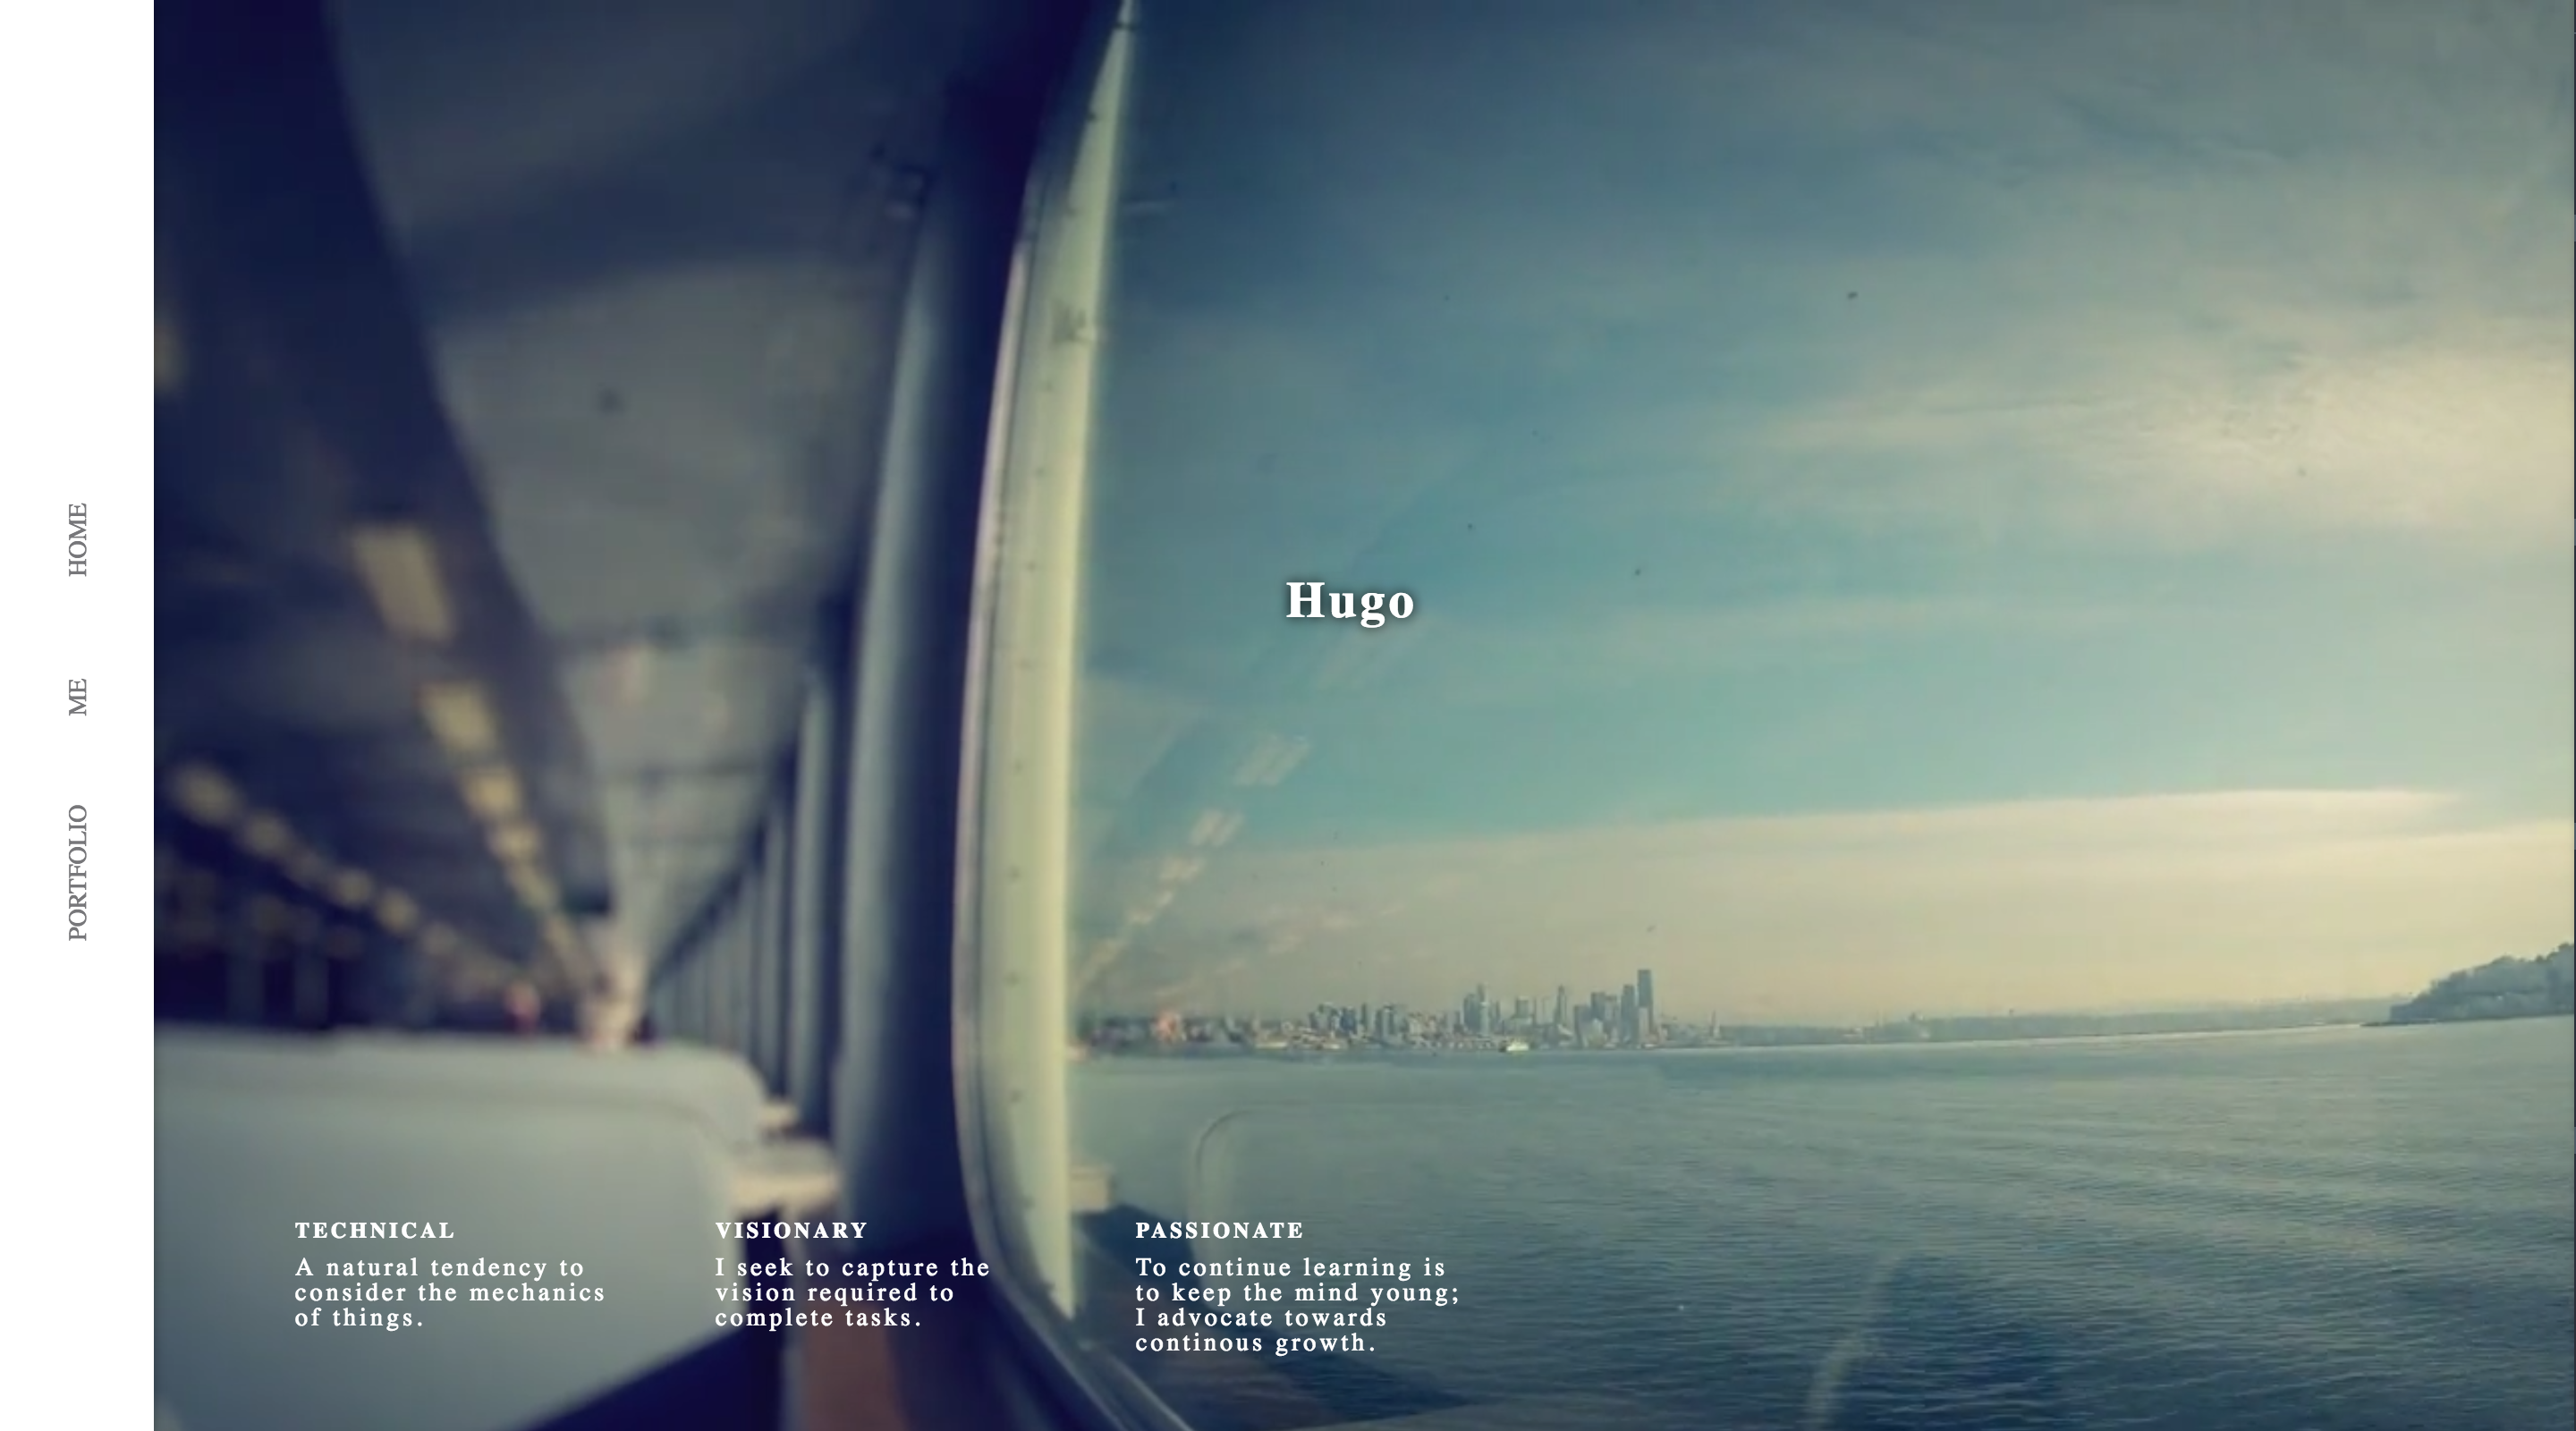 HOME
ME
PORTFOLIO
Hugo
TECHNICAL
A natural tendency to
consider the mechanics
of things.
VISIONARY
I seek to capture the
vision required to
complete tasks.
PASSIONATE
To continue learning is
to keep the mind young;
I advocate towards
continous growth.